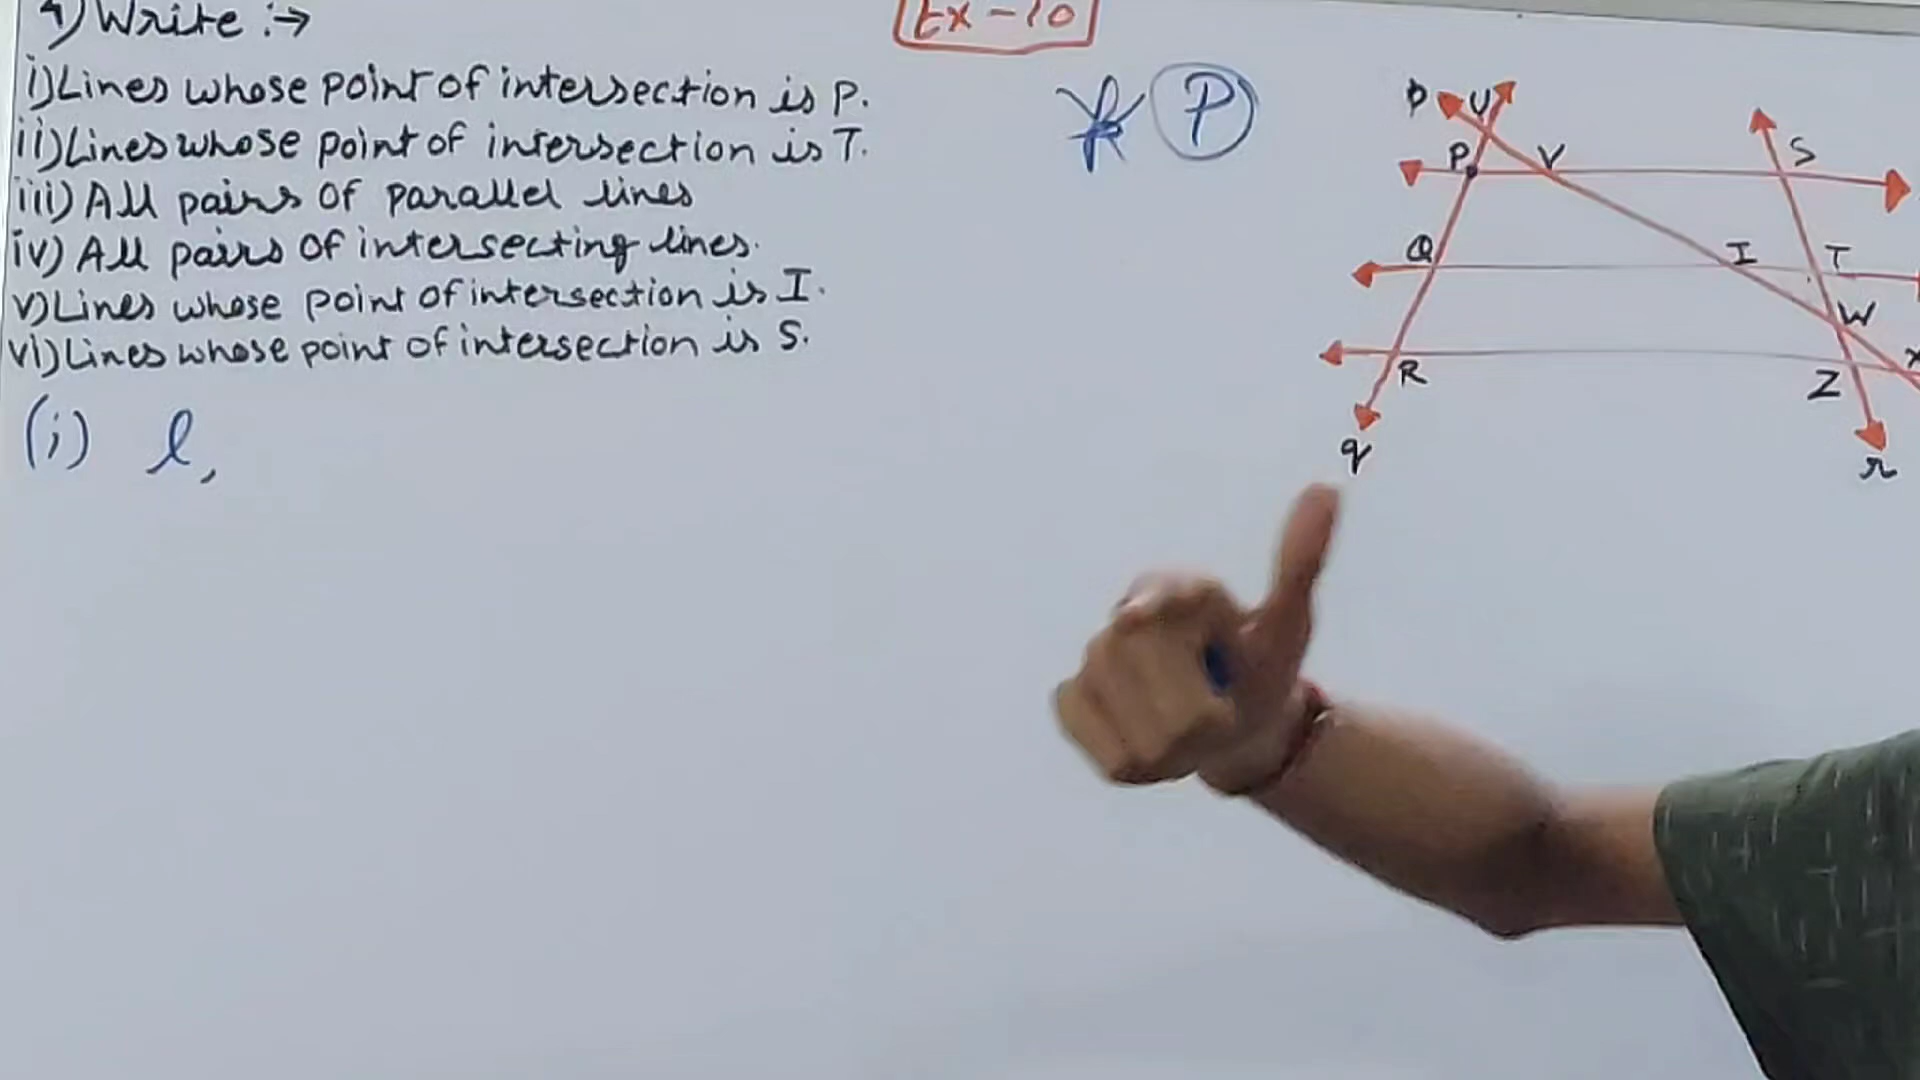 4) Write :→
Ex-10
i) Lines whose point of intersection is P.
ii) Lines whose point of intersection is T.
iii) All pairs of parallel lines
iv) All pairs of intersecting lines.
v) Lines whose point of intersection is I.
vi) Lines whose point of intersection is S.
(i) l,
P
p U
P V S
Q I T
W
R Z X
q r